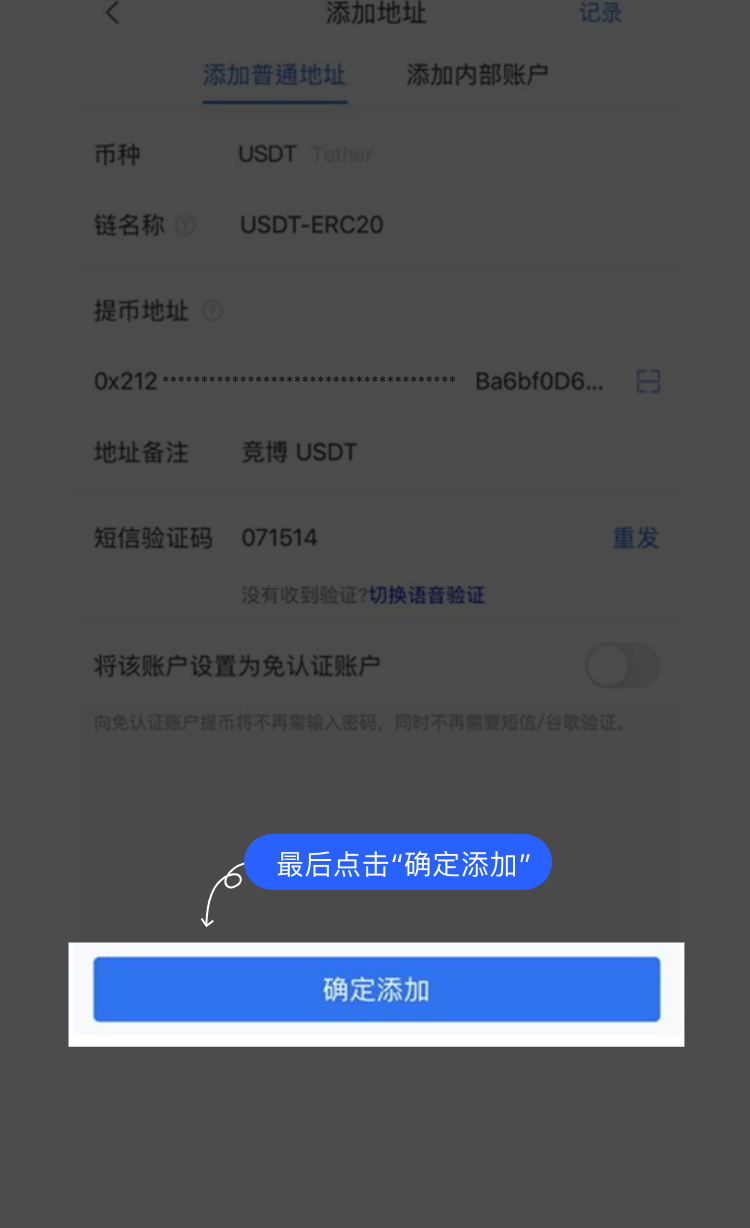 添加地址 记录
添加普通地址 添加内部账户
币种 USDT Tether
链名称 ? USDT-ERC20
提币地址 ?
0x212 ************************************** Ba6bf0D6...
地址备注 竞博 USDT
短信验证码 071514 重发
没有收到验证?切换语音验证
将该账户设置为免认证账户
向免认证账户提币将不再需输入密码，同时不再需要短信/谷歌验证。
最后点击“确定添加”
确定添加